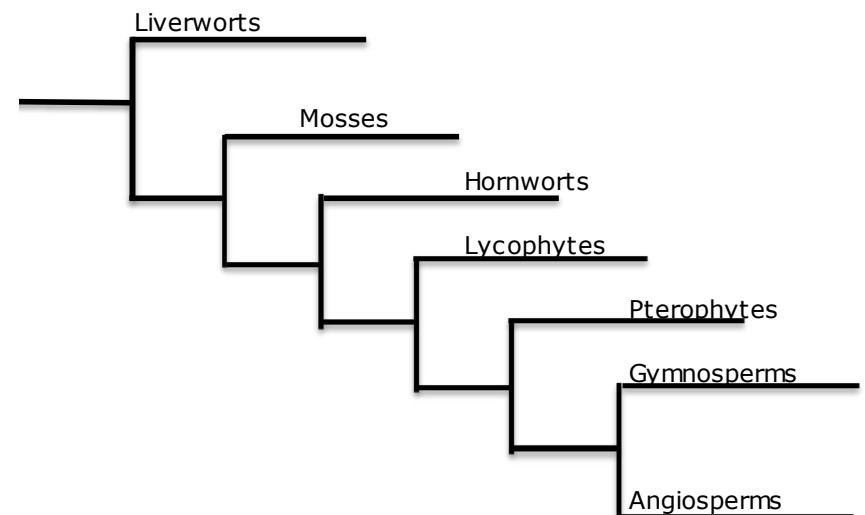 Liverworts
Mosses
Hornworts
Lycophytes
Pterophytes
Gymnosperms
Angiosperms